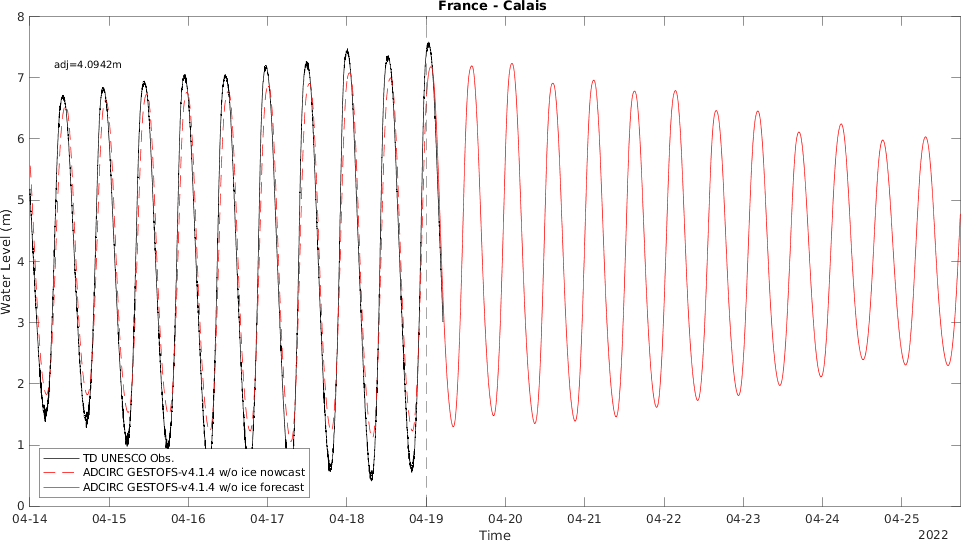 France - Calais
adj=4.0942m
8
7
6
5
4
3
2
1
0
Water Level (m)
TD UNESCO Obs.
ADCIRC GESTOFS-v4.1.4 w/o ice nowcast
ADCIRC GESTOFS-v4.1.4 w/o ice forecast
04-14 04-15 04-16 04-17 04-18 04-19 04-20 04-21 04-22 04-23 04-24 04-25
Time
2022